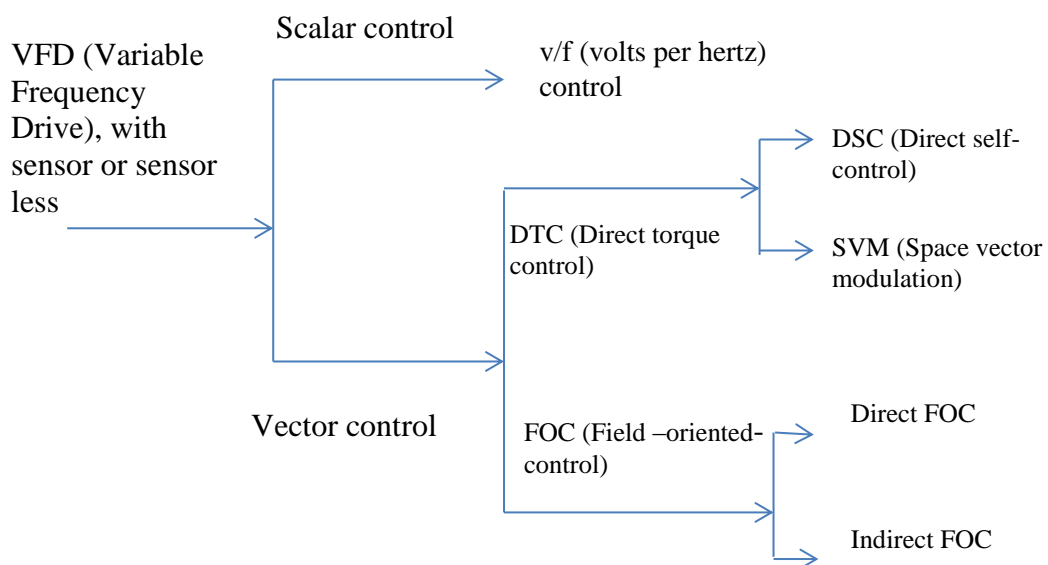 VFD (Variable
Frequency
Drive), with
sensor or sensor
less
Scalar control
v/f (volts per hertz)
control
DSC (Direct self-
control)
DTC (Direct torque
control)
SVM (Space vector
modulation)
Vector control
FOC (Field –oriented-
control)
Direct FOC
Indirect FOC